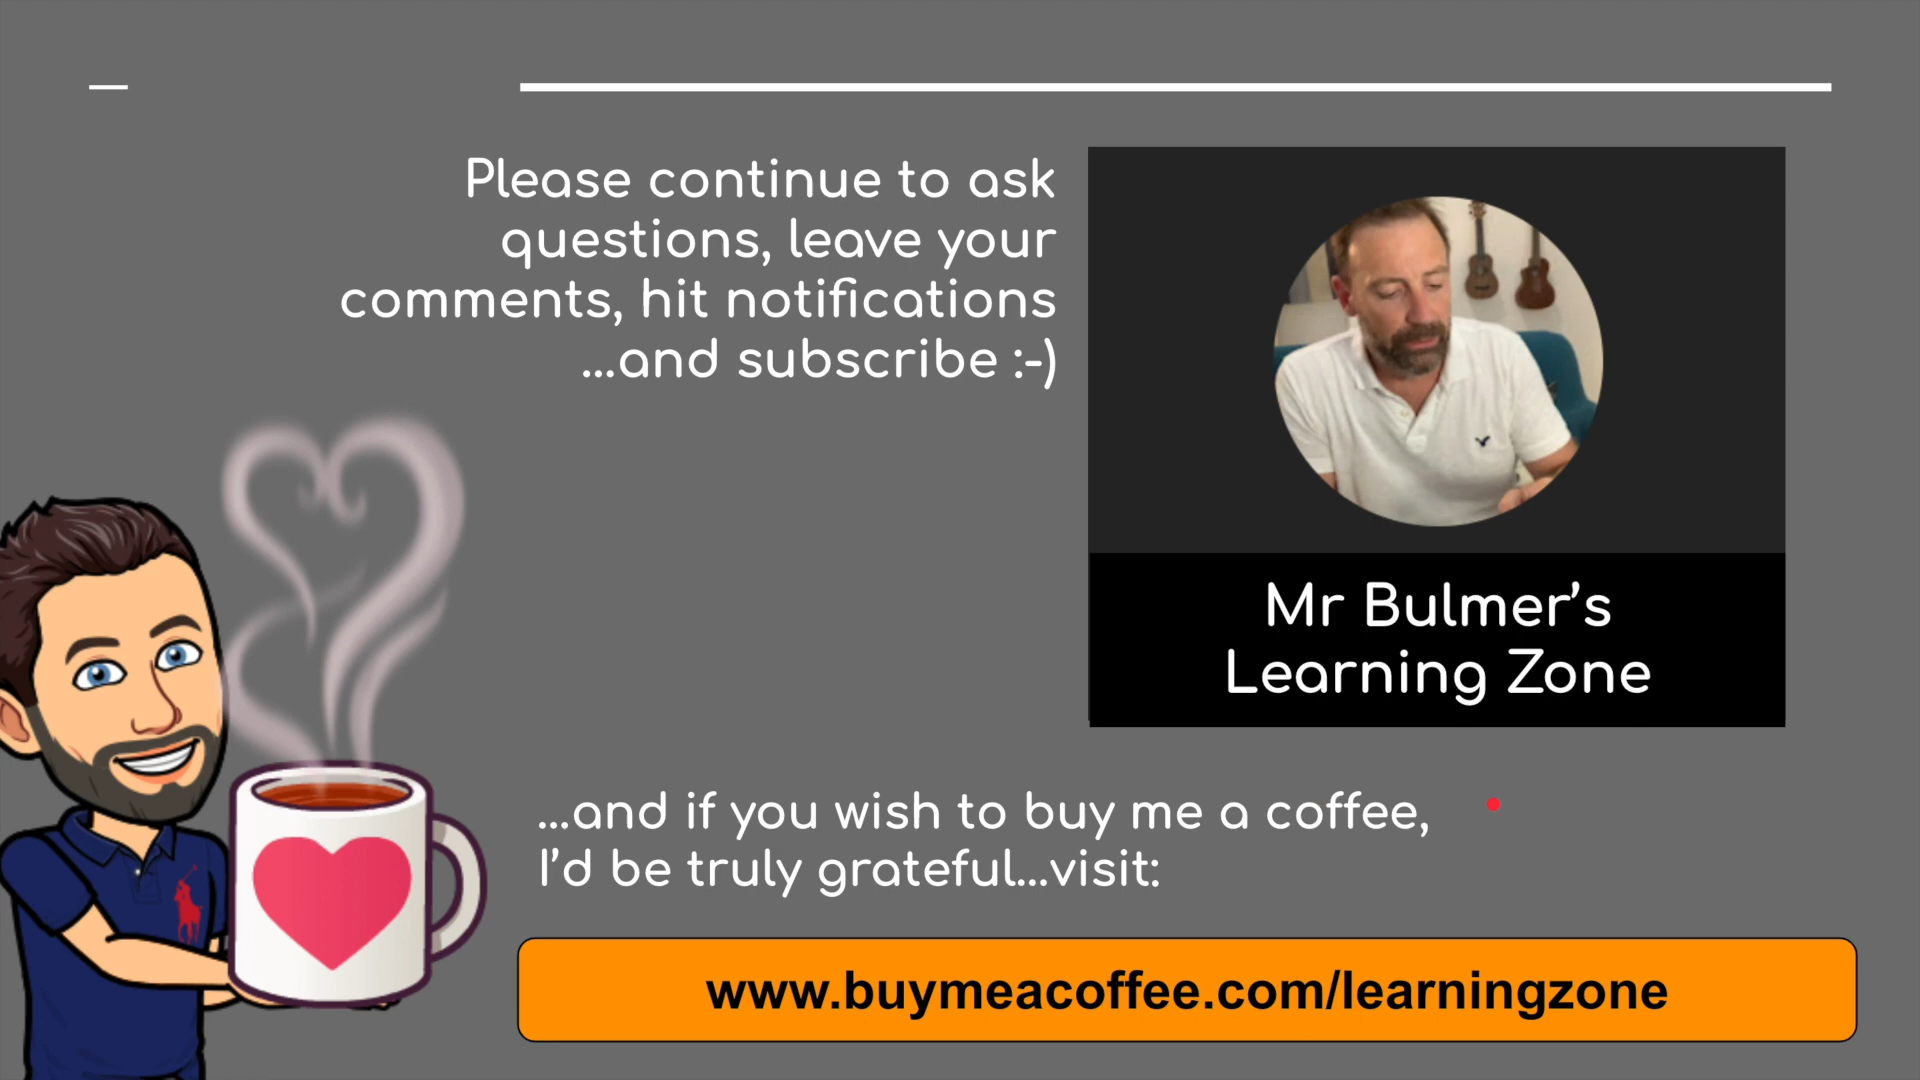 Please continue to ask
questions, leave your
comments, hit notifications
...and subscribe :-)
Mr Bulmer’s
Learning Zone
...and if you wish to buy me a coffee,
I’d be truly grateful...visit:
www.buymeacoffee.com/learningzone